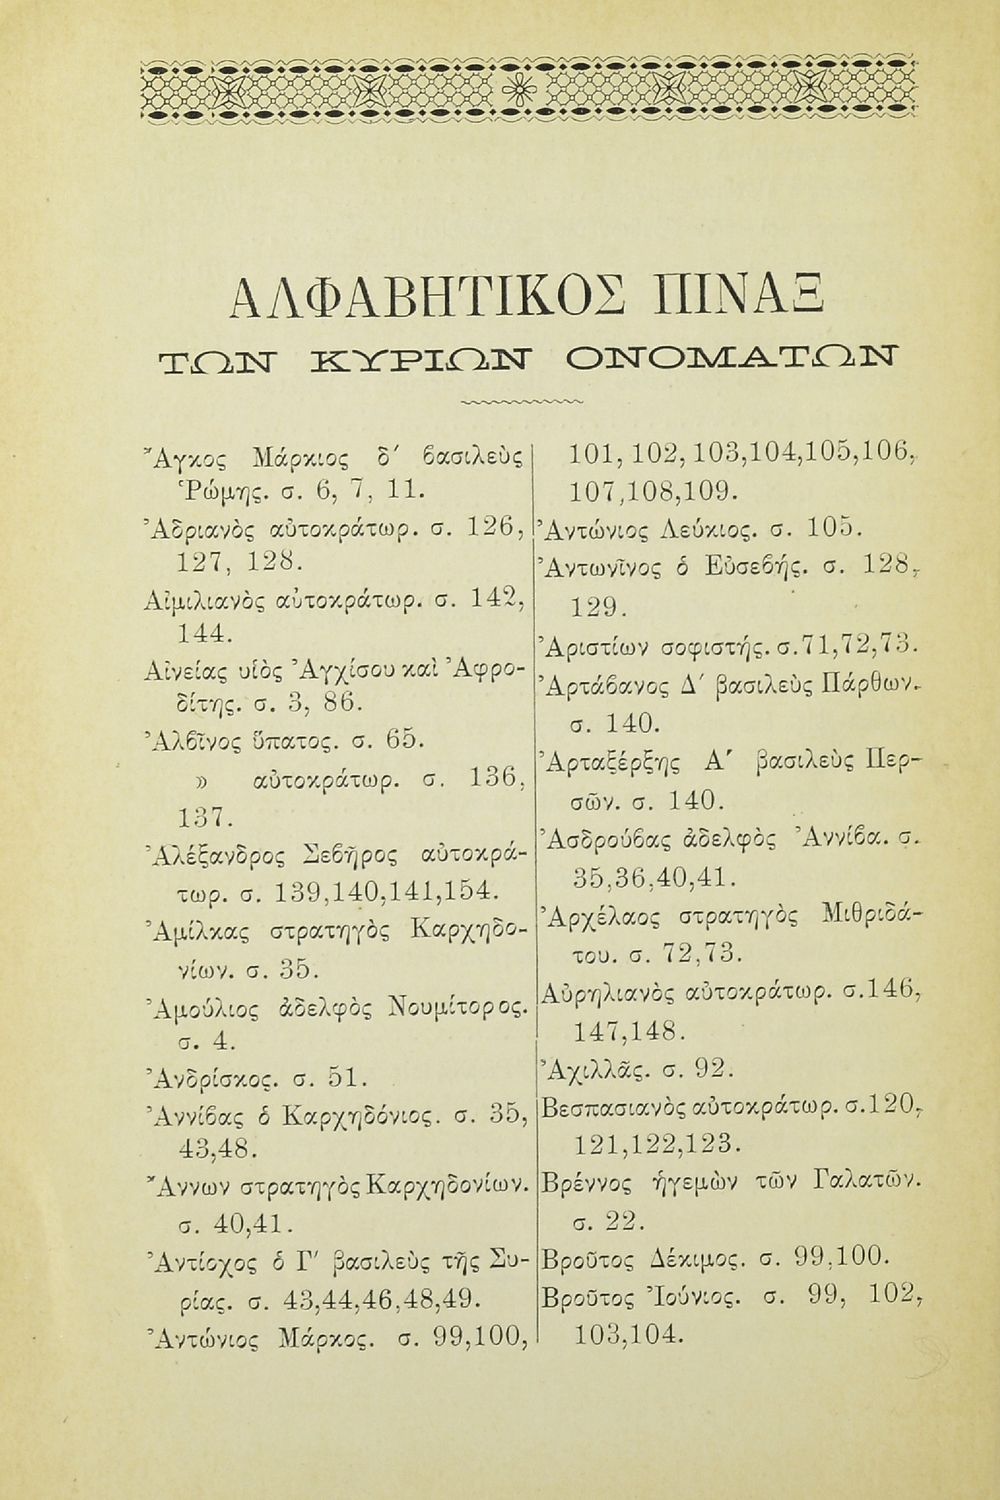 ΑΛΦΑΒΗΤΙΚΟΣ ΠΙΝΑΞ
ΤΩΝ ΚΥΡΙΩΝ ΟΝΟΜΑΤΩΝ
Ἄγκος Μάρκιος δ' βασιλεὺς
Ῥώμης. σ. 6, 7, 11.
Ἀδριανὸς αὐτοκράτωρ. σ. 126,
127, 128.
Αἰμιλιανὸς αὐτοκράτωρ. σ. 142,
144.
Αἰνείας υἱὸς Ἀγχίσου καὶ Ἀφρο-
δίτης. σ. 3, 86.
Ἀλβῖνος ὕπατος. σ. 65.
» αὐτοκράτωρ. σ. 136,
137.
Ἀλέξανδρος Σεβῆρος αὐτοκρά-
τωρ. σ. 139,140,141,154.
Ἀμίλκας στρατηγὸς Καρχηδο-
νίων. σ. 35.
Ἀμούλιος ἀδελφὸς Νουμίτορος.
σ. 4.
Ἀνδρίσκος. σ. 51.
Ἀννίβας ὁ Καρχηδόνιος. σ. 35,
43,48.
Ἄννων στρατηγὸς Καρχηδονίων.
σ. 40,41.
Ἀντίοχος ὁ Γ' βασιλεὺς τῆς Συ-
ρίας. σ. 43,44,46,48,49.
Ἀντώνιος Μάρκος. σ. 99,100,
101, 102, 103,104,105,106,
107,108,109.
Ἀντώνιος Λεύκιος. σ. 105.
Ἀντωνῖνος ὁ Εὐσεβής. σ. 128,
129.
Ἀριστίων σοφιστής. σ.71,72,73.
Ἀρτάβανος Δ' βασιλεὺς Πάρθων.
σ. 140.
Ἀρταξέρξης Α' βασιλεὺς Περ-
σῶν. σ. 140.
Ἀσδρούβας ἀδελφὸς Ἀννίβα. σ.
35,36,40,41.
Ἀρχέλαος στρατηγὸς Μιθριδά-
του. σ. 72,73.
Αὐρηλιανὸς αὐτοκράτωρ. σ.146,
147,148.
Ἀχιλλᾶς. σ. 92.
Βεσπασιανὸς αὐτοκράτωρ. σ.120,
121,122,123.
Βρέννος ἡγεμὼν τῶν Γαλατῶν.
σ. 22.
Βροῦτος Δέκιμος. σ. 99,100.
Βροῦτος Ἰούνιος. σ. 99, 102,
103,104.